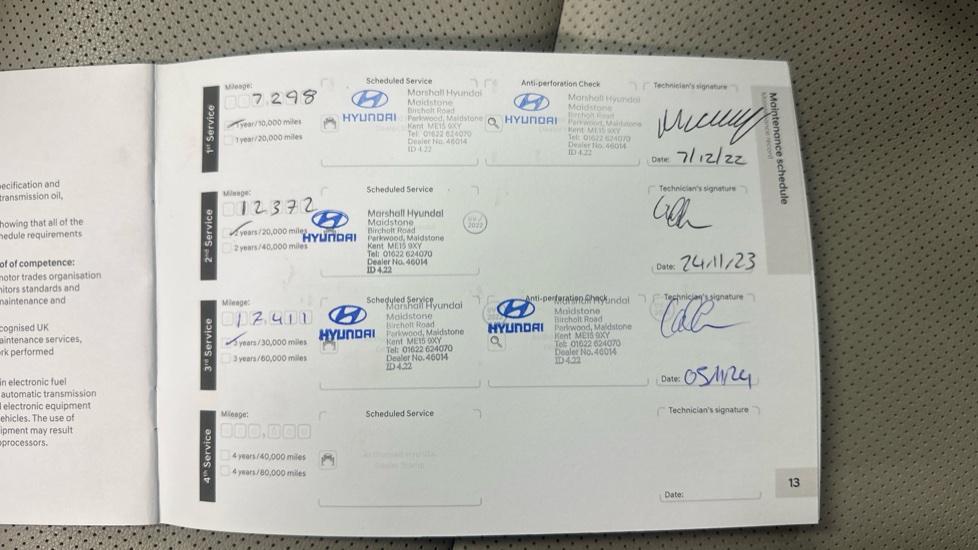 ecification and
transmission oil,
howing that all of the
nedule requirements
of of competence:
notor trades organisation
nitors standards and
naintenance and
cognised UK
aintenance services,
rk performed
in electronic fuel
automatic transmission
electronic equipment
ehicles. The use of
ipment may result
processors.
Maintenance schedule
1st Service
Mileage:
7,298
1 year/10,000 miles
1 year/20,000 miles
Scheduled Service
HYUNDAI
Marshall Hyundai
Maidstone
Bircholt Road
Parkwood, Maidstone
Kent ME15 9XY
Tel: 01622 624070
Dealer No. 46014
ID 4.22
Anti-perforation Check
HYUNDAI
Marshall Hyundai
Maidstone
Bircholt Road
Parkwood, Maidstone
Kent ME15 9XY
Tel: 01622 624070
Dealer No. 46014
ID 4.22
Technician's signature
Date: 7/12/22
2nd Service
Mileage:
12372
2 years/20,000 miles
2 years/40,000 miles
Scheduled Service
HYUNDAI
Marshall Hyundai
Maidstone
Bircholt Road
Parkwood, Maidstone
Kent ME15 9XY
Tel: 01622 624070
Dealer No. 46014
ID 4.22
2022
Technician's signature
Date: 24/11/23
3rd Service
Mileage:
17411
3 years/30,000 miles
3 years/60,000 miles
Scheduled Service
HYUNDAI
Marshall Hyundai
Maidstone
Bircholt Road
Parkwood, Maidstone
Kent ME15 9XY
Tel: 01622 624070
Dealer No. 46014
ID 4.22
Anti-perforation Check
HYUNDAI
Marshall Hyundai
Maidstone
Bircholt Road
Parkwood, Maidstone
Kent ME15 9XY
Tel: 01622 624070
Dealer No. 46014
ID 4.22
Technician's signature
Date: 05/11/24
4th Service
Mileage:
4 years/40,000 miles
4 years/80,000 miles
Scheduled Service
Technician's signature
Date:
13